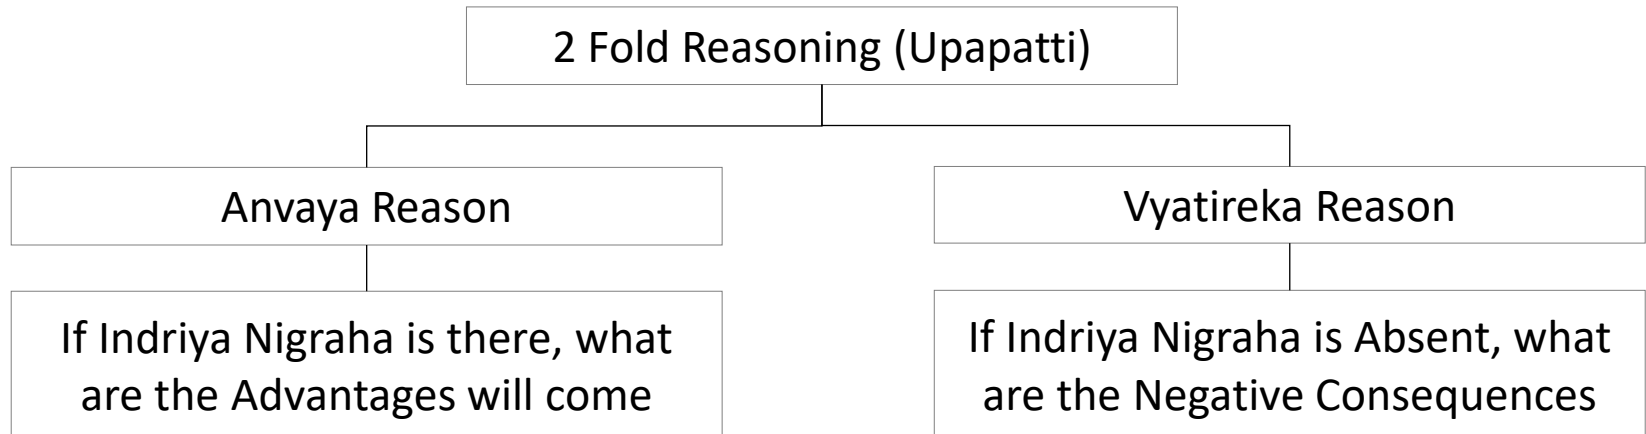 2 Fold Reasoning (Upapatti)
Anvaya Reason
Vyatireka Reason
If Indriya Nigraha is there, what
are the Advantages will come
If Indriya Nigraha is Absent, what
are the Negative Consequences